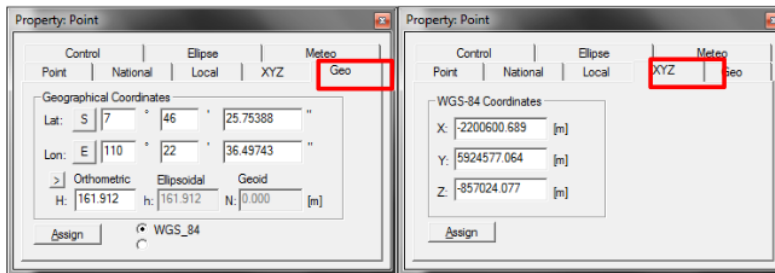 Property: Point
Control Ellipse Meteo
Point National Local XYZ Geo
Geographical Coordinates
Lat: S 7 ° 46 ' 25.75388 "
Lon: E 110 ° 22 ' 36.49743 "
> Orthometric Ellipsoidal Geoid
H: 161.912 h: 161.912 N: 0.000 [m]
Assign WGS_84
Property: Point
Control Ellipse Meteo
Point National Local XYZ Geo
WGS-84 Coordinates
X: -2200600.689 [m]
Y: 5924577.064 [m]
Z: -857024.077 [m]
Assign